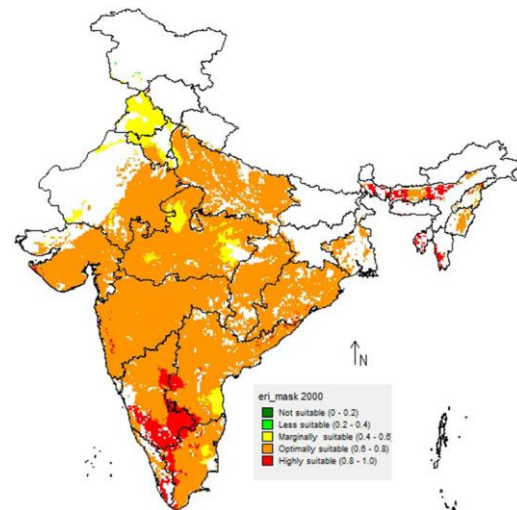 ↑N
eri_mask 2000
Not suitable (0 - 0.2)
Less suitable (0.2 - 0.4)
Marginally suitable (0.4 - 0.6
Optimally suitable (0.6 - 0.8)
Highly suitable (0.8 - 1.0)